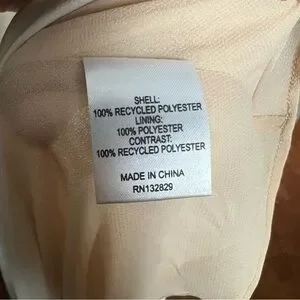 SHELL:
100% RECYCLED POLYESTER
LINING:
100% POLYESTER
CONTRAST:
100% RECYCLED POLYESTER
MADE IN CHINA
RN132829